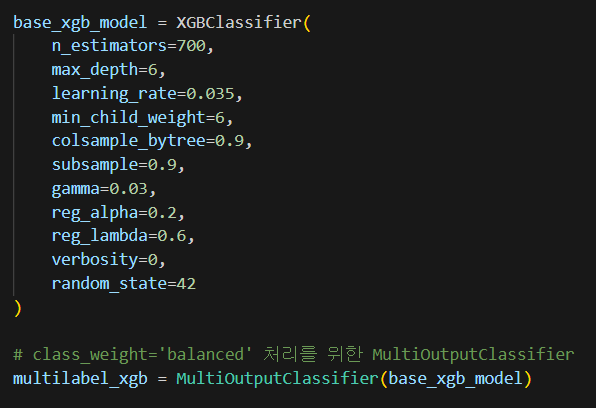 base_xgb_model = XGBClassifier(
    n_estimators=700,
    max_depth=6,
    learning_rate=0.035,
    min_child_weight=6,
    colsample_bytree=0.9,
    subsample=0.9,
    gamma=0.03,
    reg_alpha=0.2,
    reg_lambda=0.6,
    verbosity=0,
    random_state=42
)
# class_weight='balanced' 처리를 위한 MultiOutputClassifier
multilabel_xgb = MultiOutputClassifier(base_xgb_model)